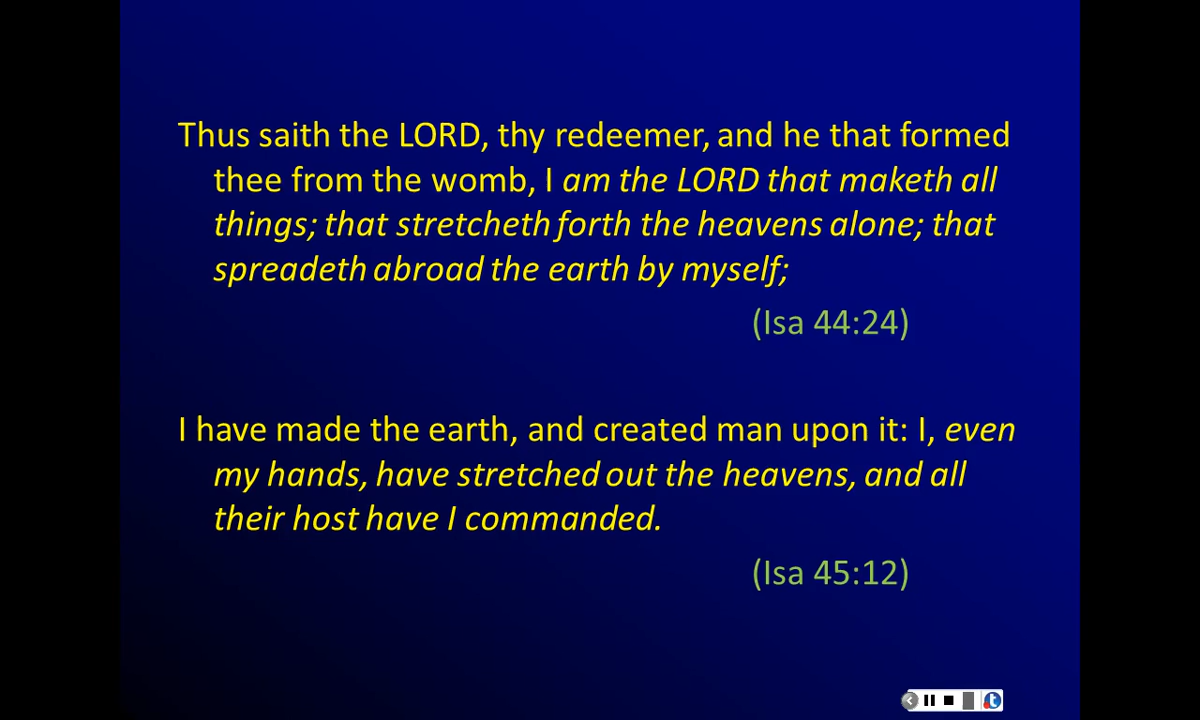 Thus saith the LORD, thy redeemer, and he that formed
thee from the womb, I am the LORD that maketh all
things; that stretcheth forth the heavens alone; that
spreadeth abroad the earth by myself;
(Isa 44:24)
I have made the earth, and created man upon it: I, even
my hands, have stretched out the heavens, and all
their host have I commanded.
(Isa 45:12)